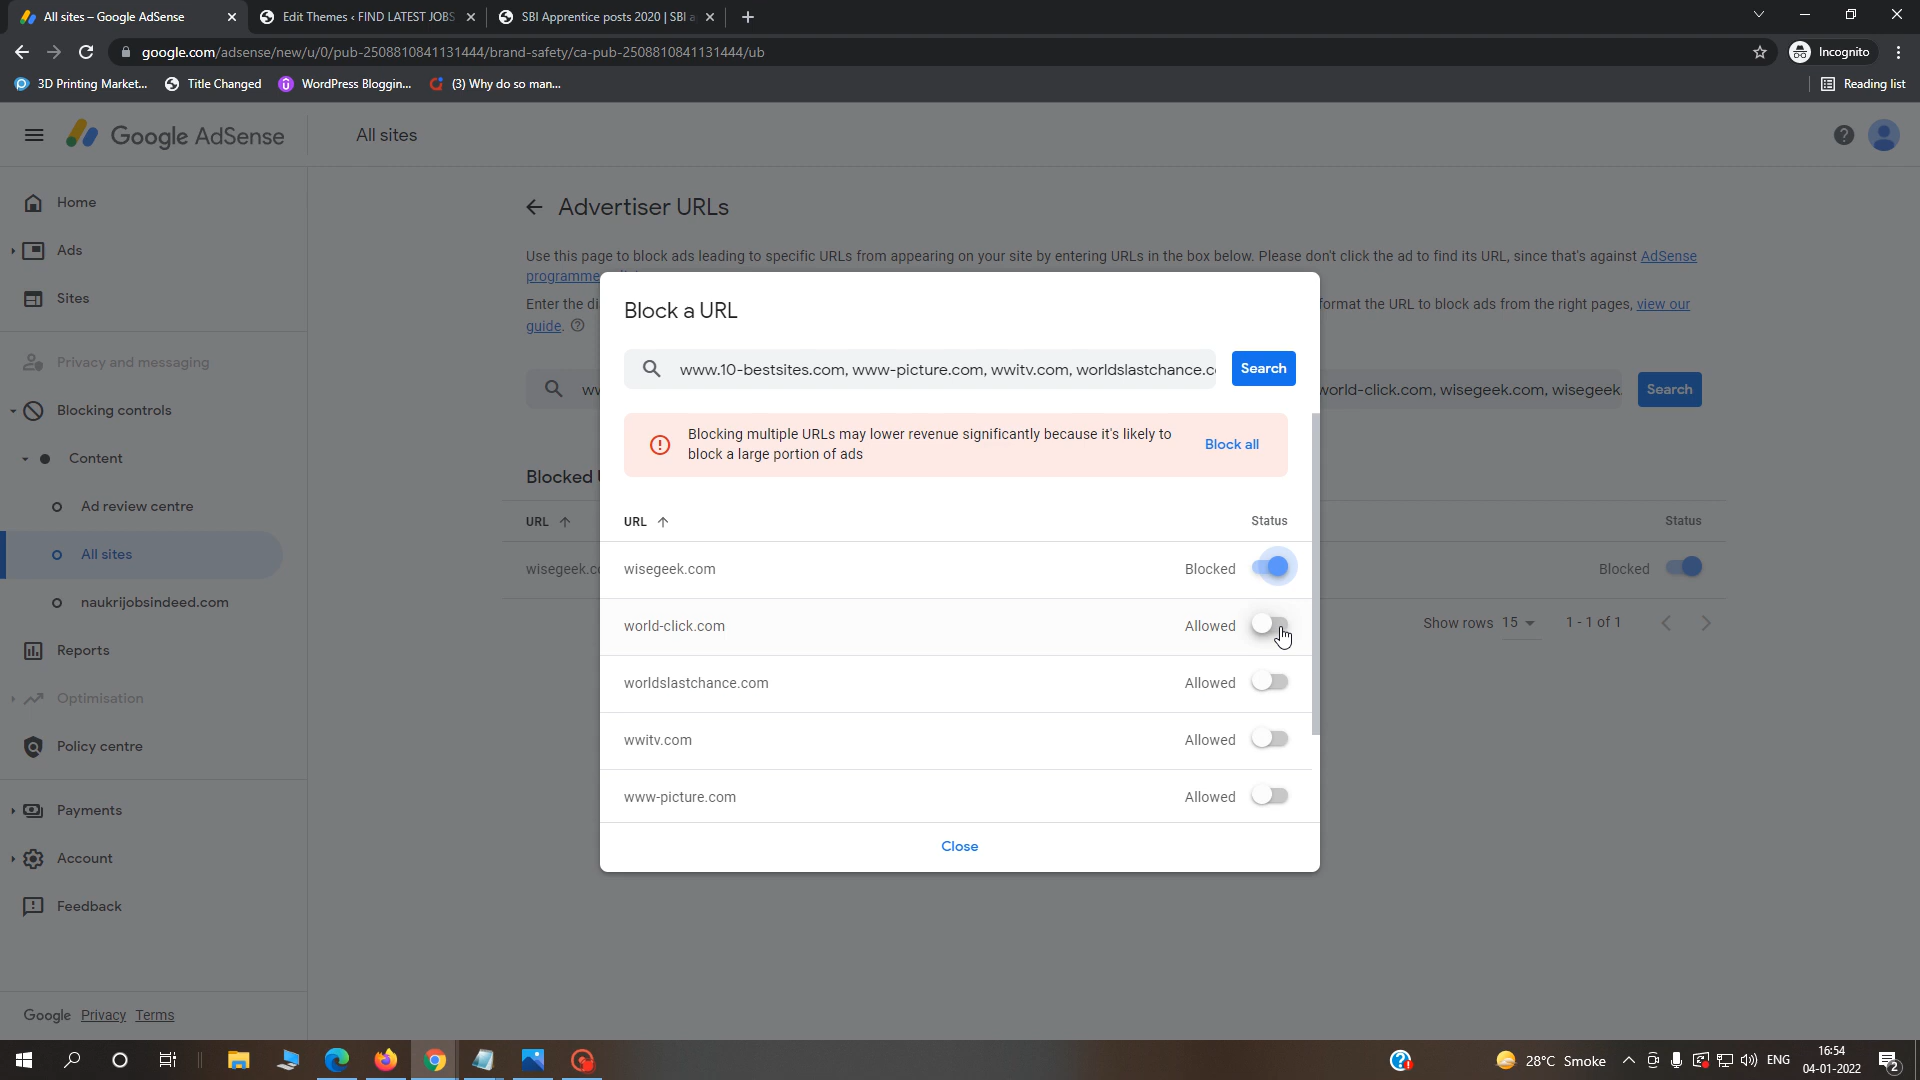 All sites – Google AdSense
Edit Themes ‹ FIND LATEST JOBS
SBI Apprentice posts 2020 | SBI a
google.com/adsense/new/u/0/pub-2508810841131444/brand-safety/ca-pub-2508810841131444/ub
Incognito
3D Printing Market...
Title Changed
WordPress Bloggin...
(3) Why do so man...
Reading list
Google AdSense
All sites
Home
Ads
Sites
Privacy and messaging
Blocking controls
Content
Ad review centre
All sites
naukrijobsindeed.com
Reports
Optimisation
Policy centre
Payments
Account
Feedback
Google Privacy Terms
Advertiser URLs
Use this page to block ads leading to specific URLs from appearing on your site by entering URLs in the box below. Please don't click the ad to find its URL, since that's against AdSense
programme
Enter the di
format the URL to block ads from the right pages, view our
guide.
world-click.com, wisegeek.com, wisegeek
Search
Blocked
URL
Status
wisegeek.c
Blocked
Show rows 15
1 - 1 of 1
Block a URL
www.10-bestsites.com, www-picture.com, wwitv.com, worldslastchance.c
Search
Blocking multiple URLs may lower revenue significantly because it's likely to
block a large portion of ads
Block all
URL
Status
wisegeek.com
Blocked
world-click.com
Allowed
worldslastchance.com
Allowed
wwitv.com
Allowed
www-picture.com
Allowed
Close
28°C Smoke
ENG
16:54
04-01-2022
2